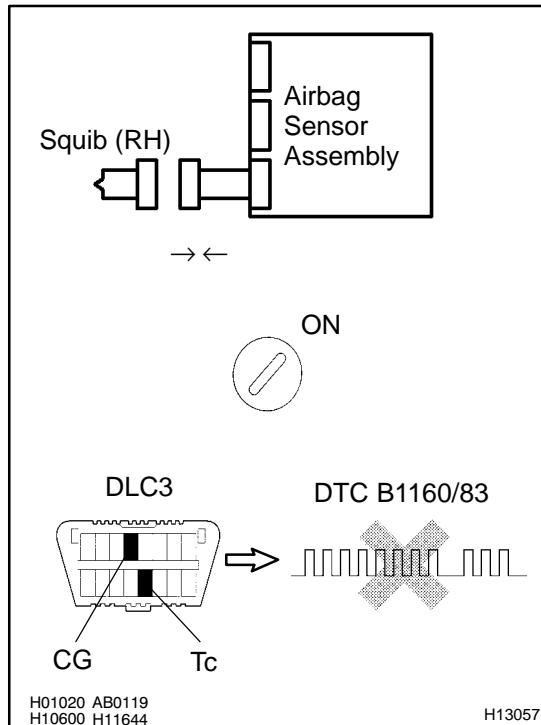 Airbag
Sensor
Assembly
Squib (RH)
ON
DLC3
DTC B1160/83
CG
Tc
H01020 AB0119
H10600 H11644
H13057